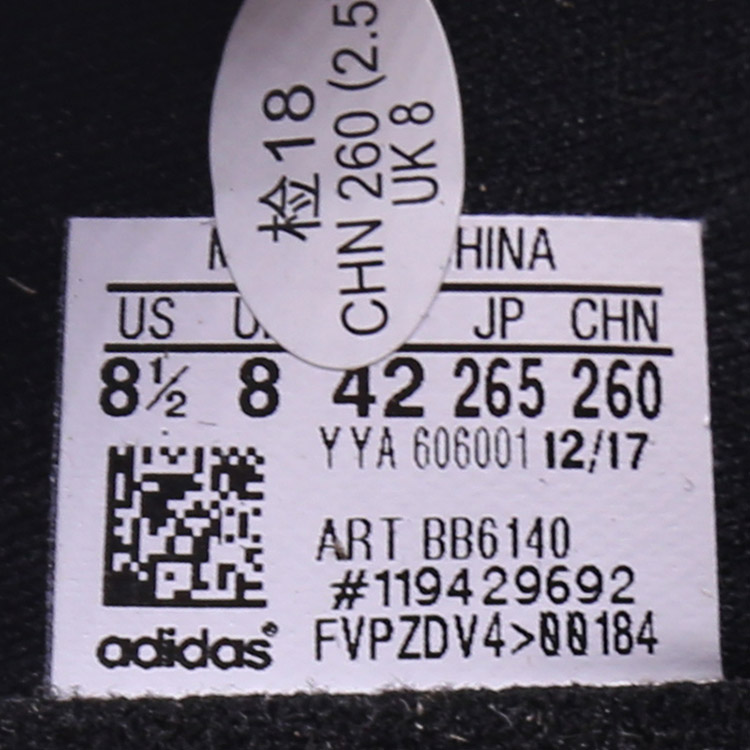 检18
CHN 260 (2.5
UK 8
HINA
US JP CHN
8½ 8 42 265 260
YYA 606001 12/17
ART BB6140
#119429692
FVPZDV4>00184
adidas®